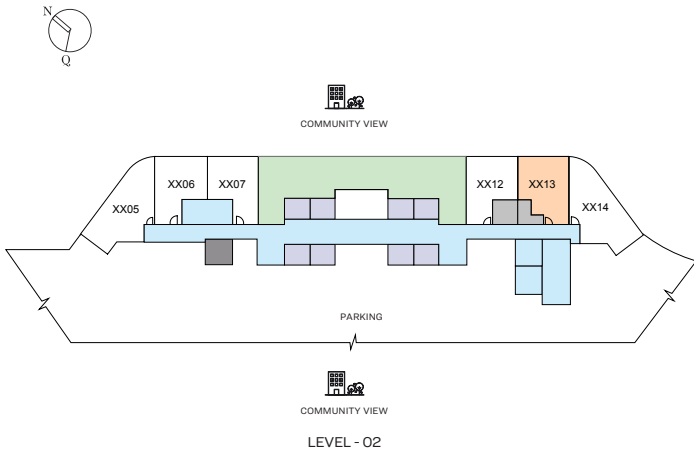 N
Q
COMMUNITY VIEW
XX05
XX06
XX07
XX12
XX13
XX14
PARKING
COMMUNITY VIEW
LEVEL - 02